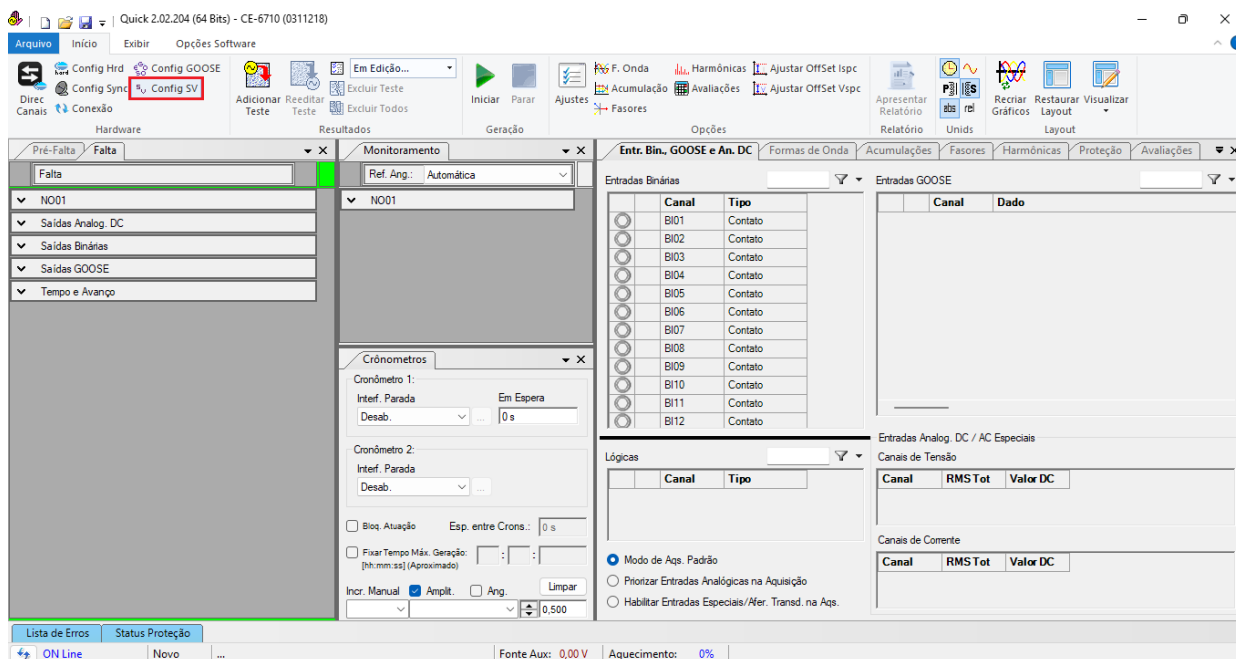 Quick 2.02.204 (64 Bits) - CE-6710 (0311218)
Arquivo Início Exibir Opções Software
Direc Canais
Config Hrd
Config Sync
Conexão
Config GOOSE
Config SV
Hardware
Adicionar Teste
Reeditar Teste
Em Edição...
Excluir Teste
Excluir Todos
Resultados
Iniciar Parar
Geração
Ajustes
F. Onda
Acumulação
Fasores
Harmônicas
Avaliações
Ajustar OffSet Ispc
Ajustar OffSet Vspc
Opções
Apresentar Relatório
Relatório
abs rel
Unids
Recriar Gráficos
Restaurar Layout
Visualizar
Layout
Pré-Falta Falta
Falta
NO01
Saídas Analog. DC
Saídas Binárias
Saídas GOOSE
Tempo e Avanço
Monitoramento
Ref. Ang.: Automática
NO01
Crônometros
Cronômetro 1:
Interf. Parada Em Espera
Desab. ... 0 s
Cronômetro 2:
Interf. Parada
Desab. ...
Bloq. Atuação Esp. entre Crons.: 0 s
Fixar Tempo Máx. Geração: : :
[hh:mm:ss] (Aproximado)
Limpar
Incr. Manual Amplit. Ang.
0,500
Entr. Bin., GOOSE e An. DC Formas de Onda Acumulações Fasores Harmônicas Proteção Avaliações
Entradas Binárias
Canal Tipo
BI01 Contato
BI02 Contato
BI03 Contato
BI04 Contato
BI05 Contato
BI06 Contato
BI07 Contato
BI08 Contato
BI09 Contato
BI10 Contato
BI11 Contato
BI12 Contato
Lógicas
Canal Tipo
Modo de Aqs. Padrão
Priorizar Entradas Analógicas na Aquisição
Habilitar Entradas Especiais/Afer. Transd. na Aqs.
Entradas GOOSE
Canal Dado
Entradas Analog. DC / AC Especiais
Canais de Tensão
Canal RMS Tot Valor DC
Canais de Corrente
Canal RMS Tot Valor DC
Lista de Erros Status Proteção
ON Line Novo ... Fonte Aux: 0,00 V Aquecimento: 0%